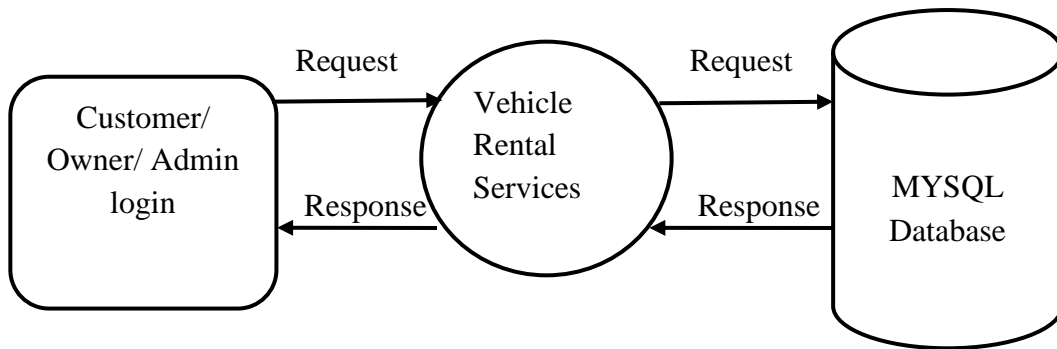 Request
Request
Customer/
Owner/ Admin
login
Vehicle
Rental
Services
MYSQL
Database
Response
Response